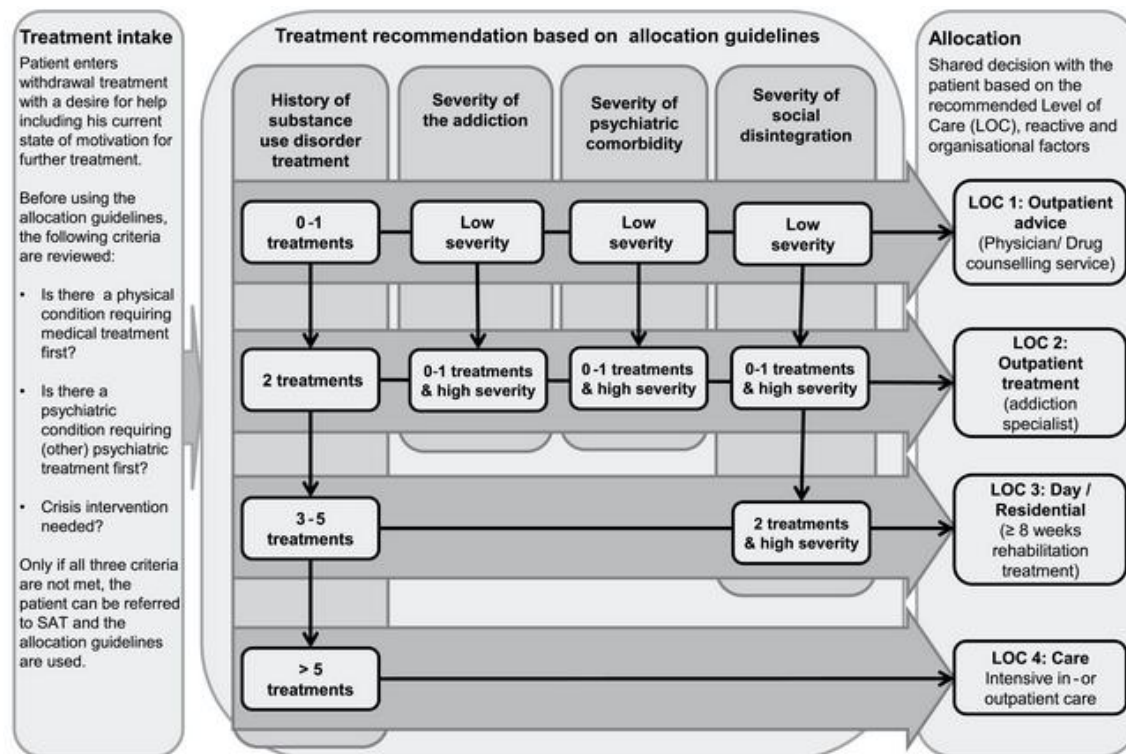 Treatment intake
Patient enters
withdrawal treatment
with a desire for help
including his current
state of motivation for
further treatment.
Before using the
allocation guidelines,
the following criteria
are reviewed:
• Is there a physical
condition requiring
medical treatment
first?
• Is there a
psychiatric
condition requiring
(other) psychiatric
treatment first?
• Crisis intervention
needed?
Only if all three criteria
are not met, the
patient can be referred
to SAT and the
allocation guidelines
are used.
Treatment recommendation based on allocation guidelines
History of
substance
use disorder
treatment
Severity of
the addiction
Severity of
psychiatric
comorbidity
Severity of
social
disintegration
0-1
treatments
Low
severity
Low
severity
Low
severity
2 treatments
0-1 treatments
& high severity
0-1 treatments
& high severity
0-1 treatments
& high severity
3-5
treatments
2 treatments
& high severity
> 5
treatments
Allocation
Shared decision with the
patient based on the
recommended Level of
Care (LOC), reactive and
organisational factors
LOC 1: Outpatient
advice
(Physician/ Drug
counselling service)
LOC 2:
Outpatient
treatment
(addiction
specialist)
LOC 3: Day /
Residential
(≥ 8 weeks
rehabilitation
treatment)
LOC 4: Care
Intensive in-or
outpatient care